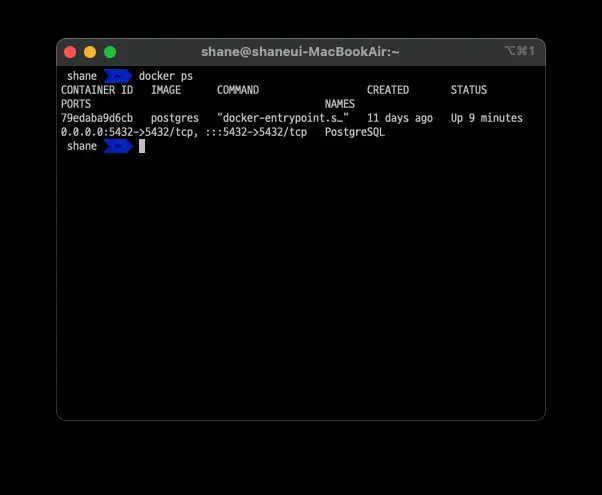 shane@shaneui-MacBookAir:~
⌥⌘1
shane ~ docker ps
CONTAINER ID IMAGE COMMAND CREATED STATUS
PORTS NAMES
79edaba9d6cb postgres "docker-entrypoint.s…" 11 days ago Up 9 minutes
0.0.0.0:5432->5432/tcp, :::5432->5432/tcp PostgreSQL
shane ~